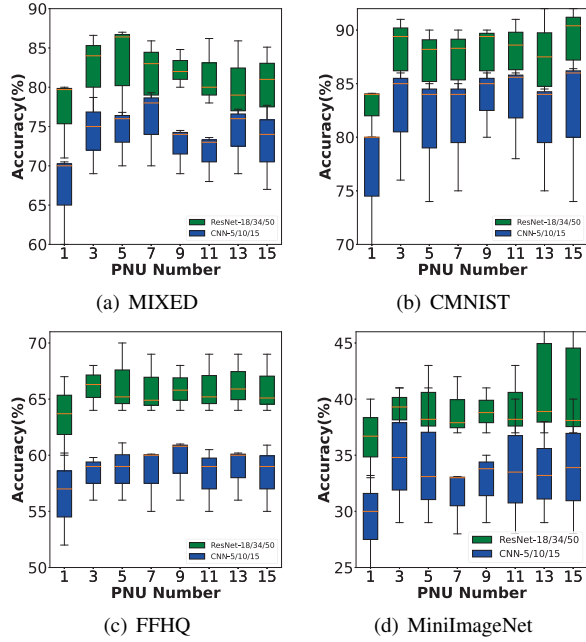 90
85
80
75
70
65
60
Accuracy(%)
ResNet-18/34/50
CNN-5/10/15
1 3 5 7 9 11 13 15
PNU Number
(a) MIXED
90
85
80
75
70
Accuracy(%)
ResNet-18/34/50
CNN-5/10/15
1 3 5 7 9 11 13 15
PNU Number
(b) CMNIST
70
65
60
55
50
Accuracy(%)
ResNet-18/34/50
CNN-5/10/15
1 3 5 7 9 11 13 15
PNU Number
(c) FFHQ
45
40
35
30
25
Accuracy(%)
ResNet-18/34/50
CNN-5/10/15
1 3 5 7 9 11 13 15
PNU Number
(d) MiniImageNet